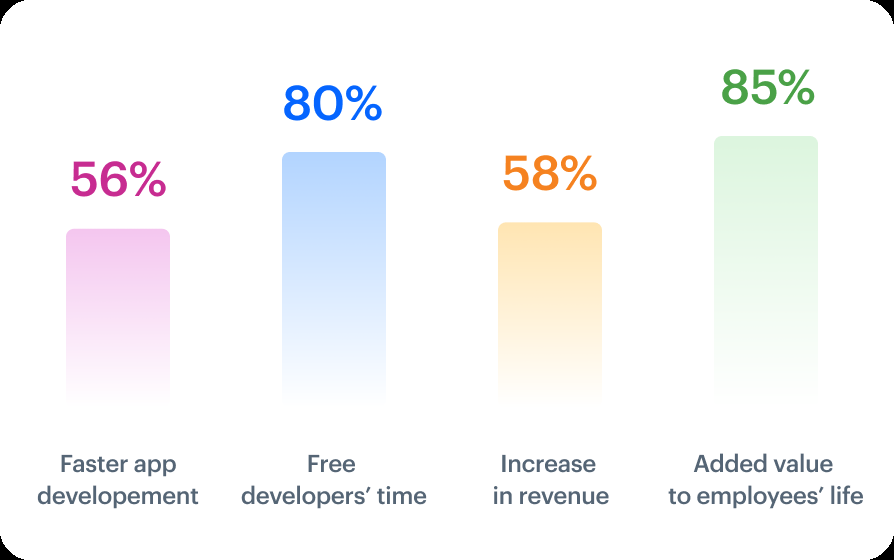 56%
80%
58%
85%
Faster app
developement
Free
developers’ time
Increase
in revenue
Added value
to employees’ life